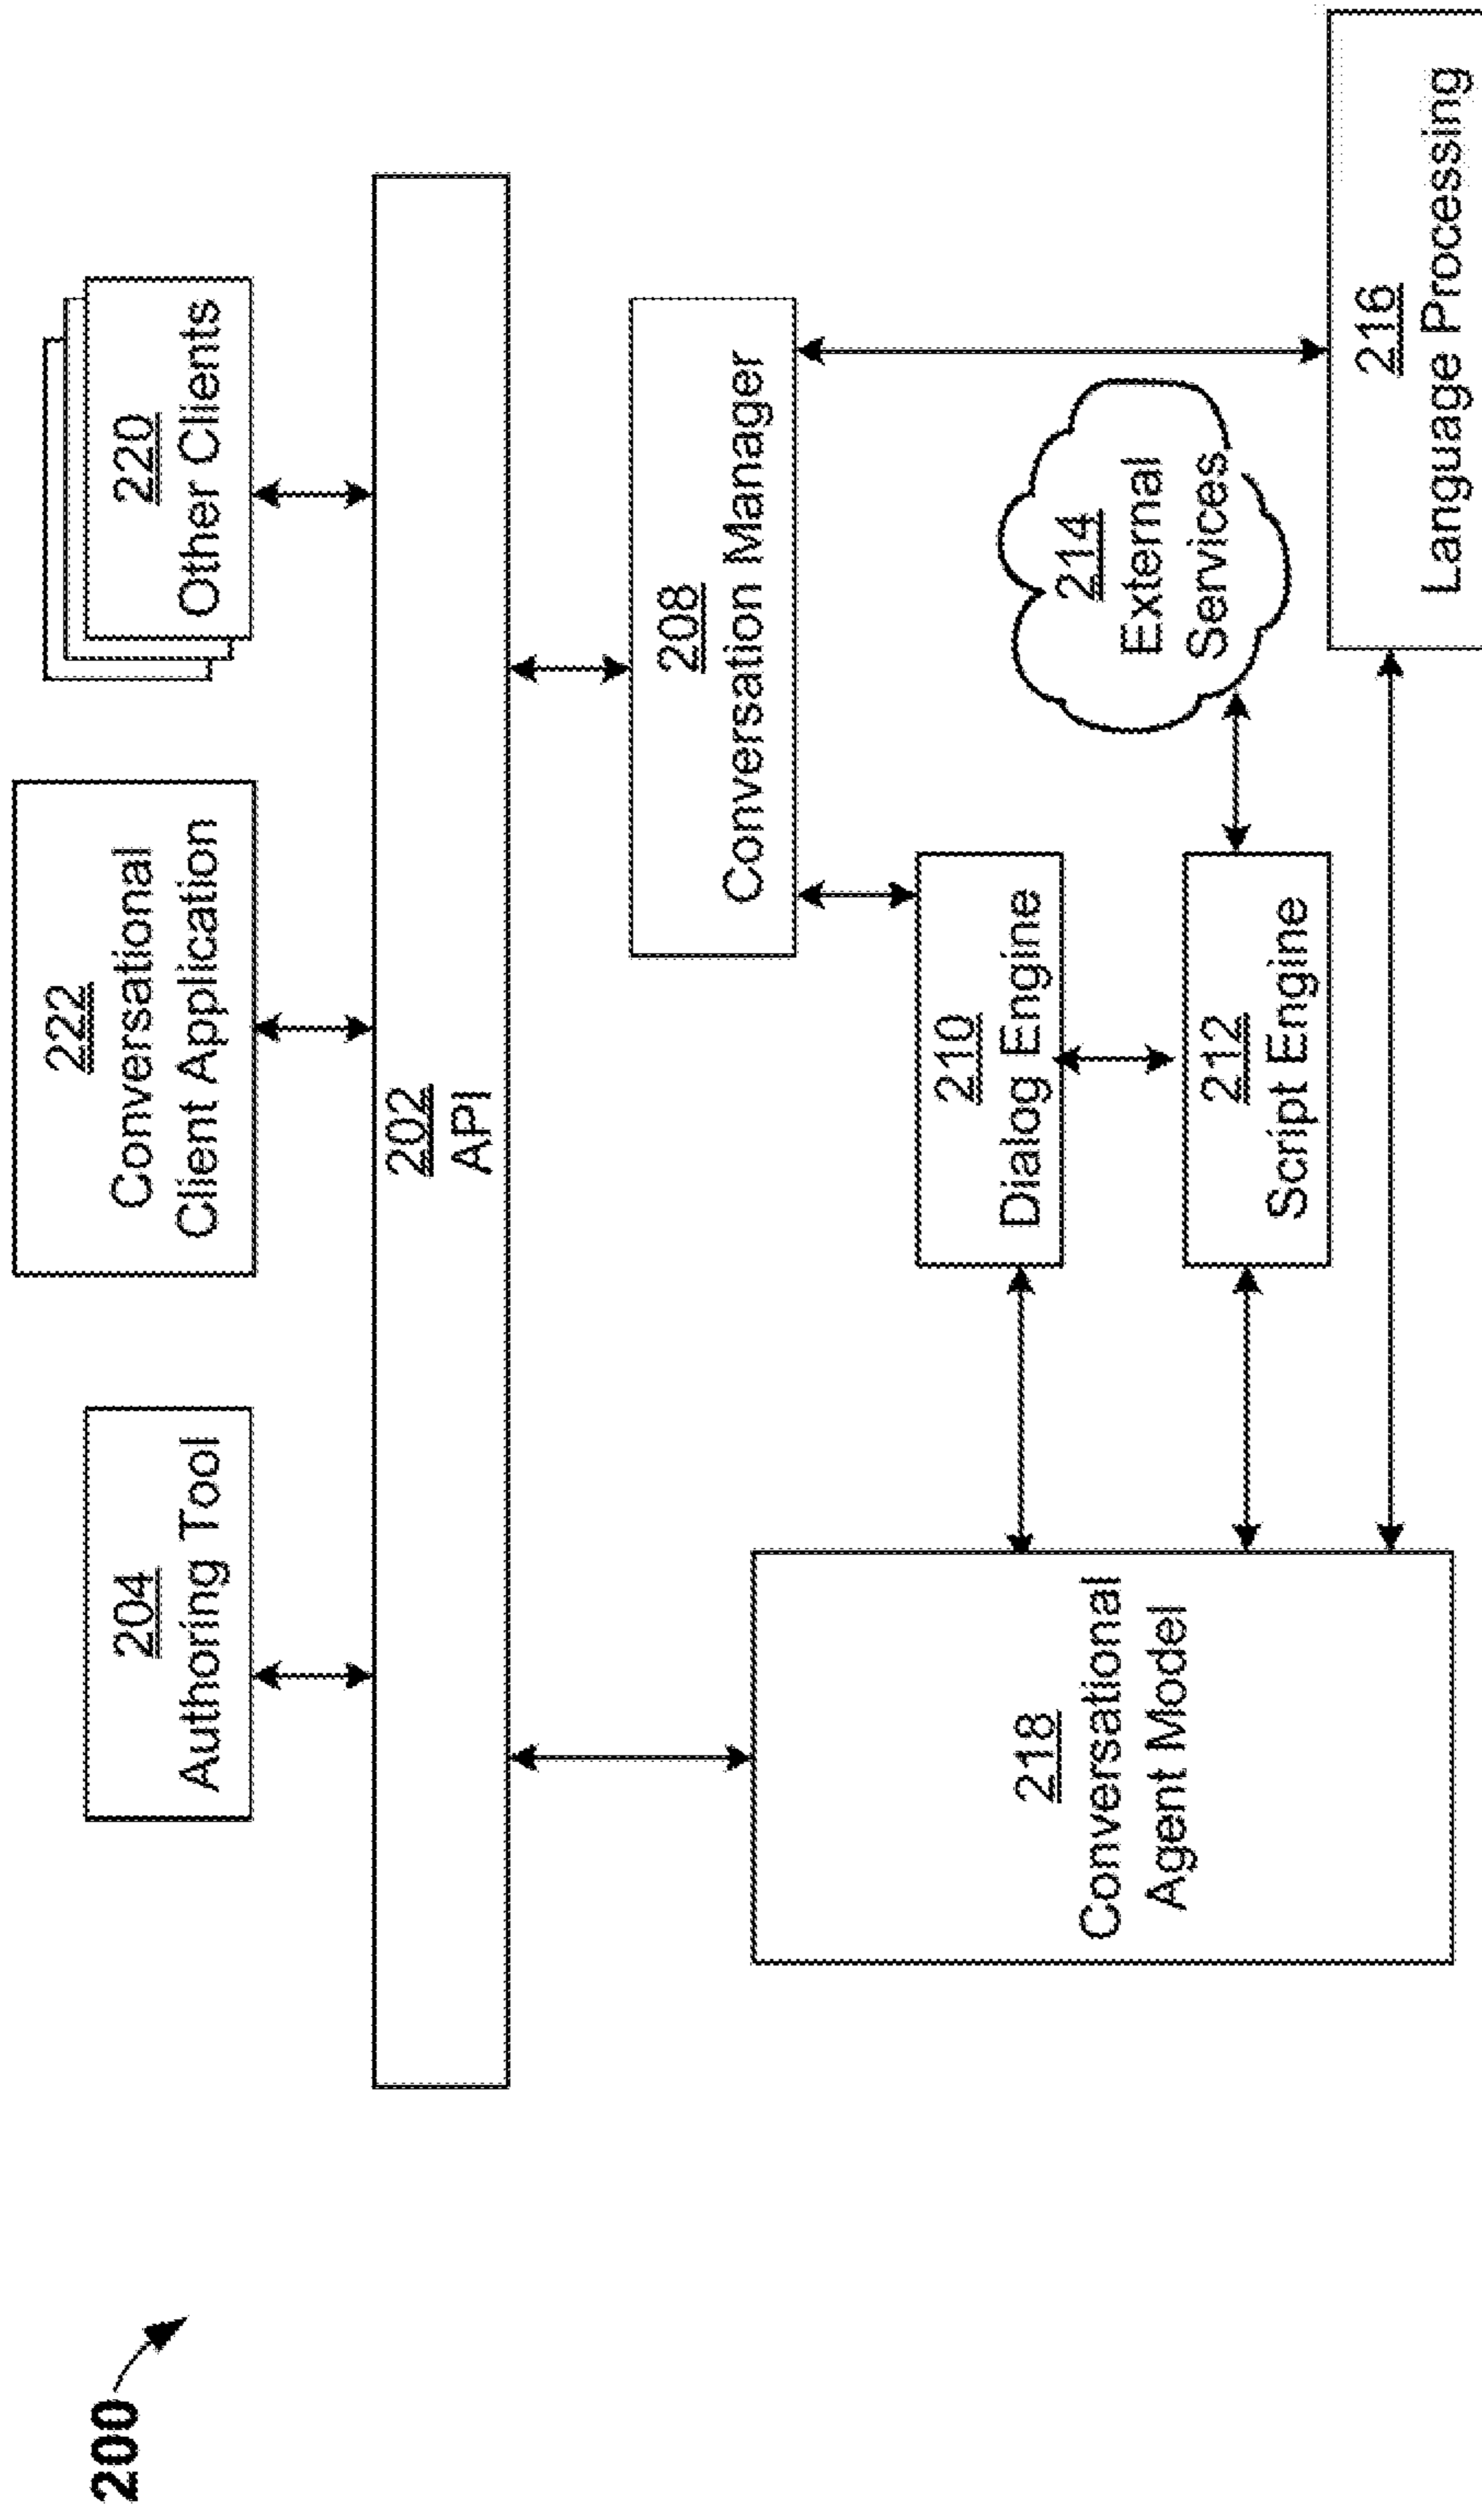 200
204
Authoring Tool
222
Conversational
Client Application
220
Other Clients
202
API
208
Conversation Manager
218
Conversational
Agent Model
210
Dialog Engine
212
Script Engine
214
External
Services
216
Language Processing